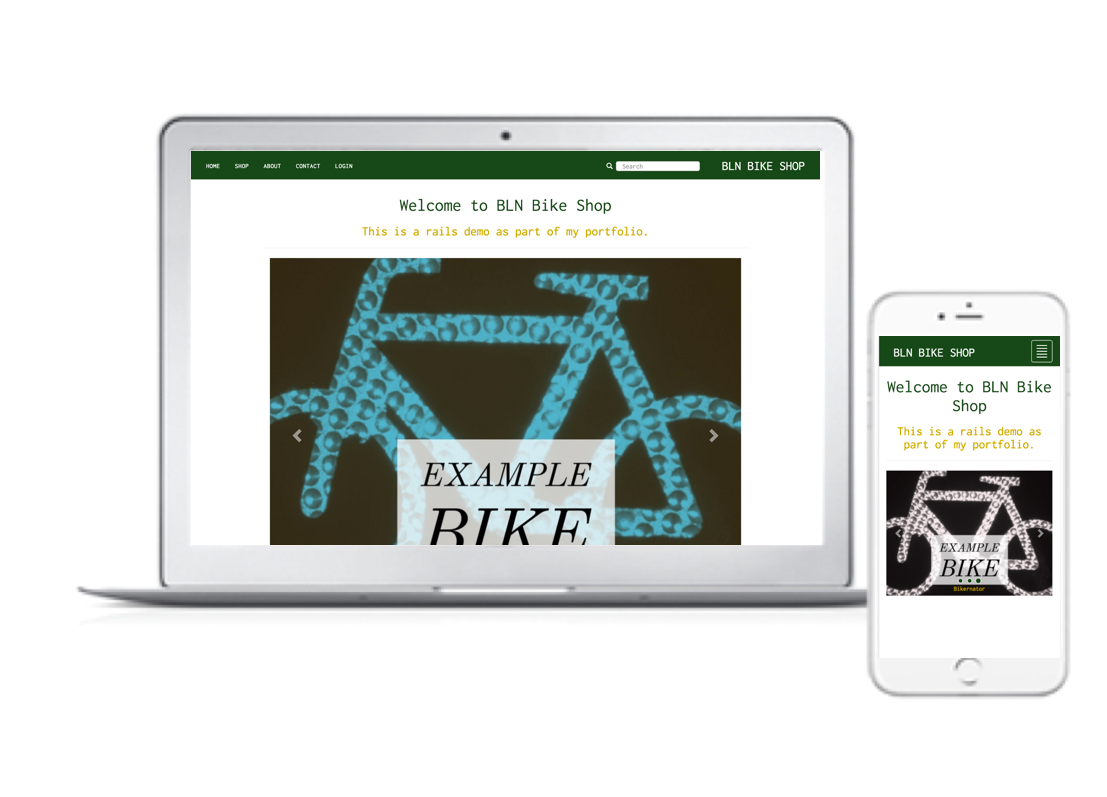 HOME SHOP ABOUT CONTACT LOGIN Search BLN BIKE SHOP
Welcome to BLN Bike Shop
This is a rails demo as part of my portfolio.
EXAMPLE
BIKE
BLN BIKE SHOP
Welcome to BLN Bike
Shop
This is a rails demo as
part of my portfolio.
EXAMPLE
BIKE
Bikernator